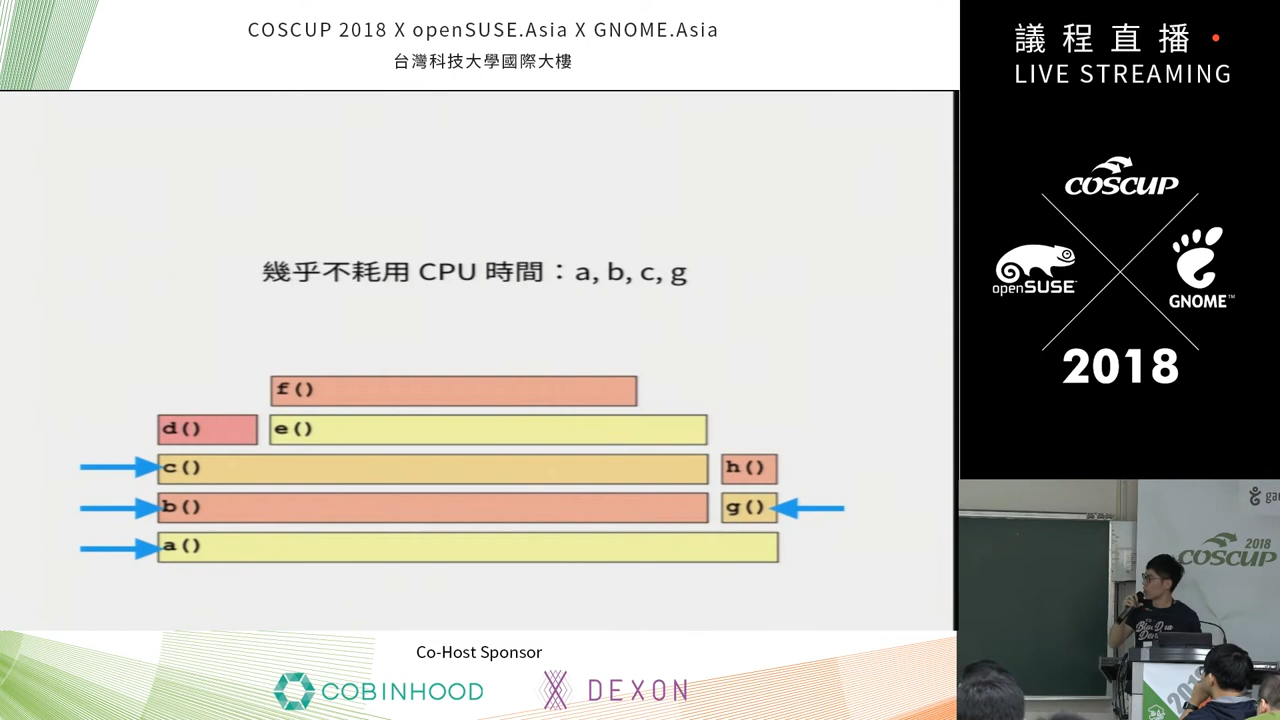 COSCUP 2018 X openSUSE.Asia X GNOME.Asia
台灣科技大學國際大樓
議程直播
LIVE STREAMING
COSCUP
openSUSE
GNOME™
2018
幾乎不耗用 CPU 時間：a, b, c, g
f()
d() e()
c() h()
b() g()
a()
2018
COSCUP
Co-Host Sponsor
COBINHOOD
DEXON